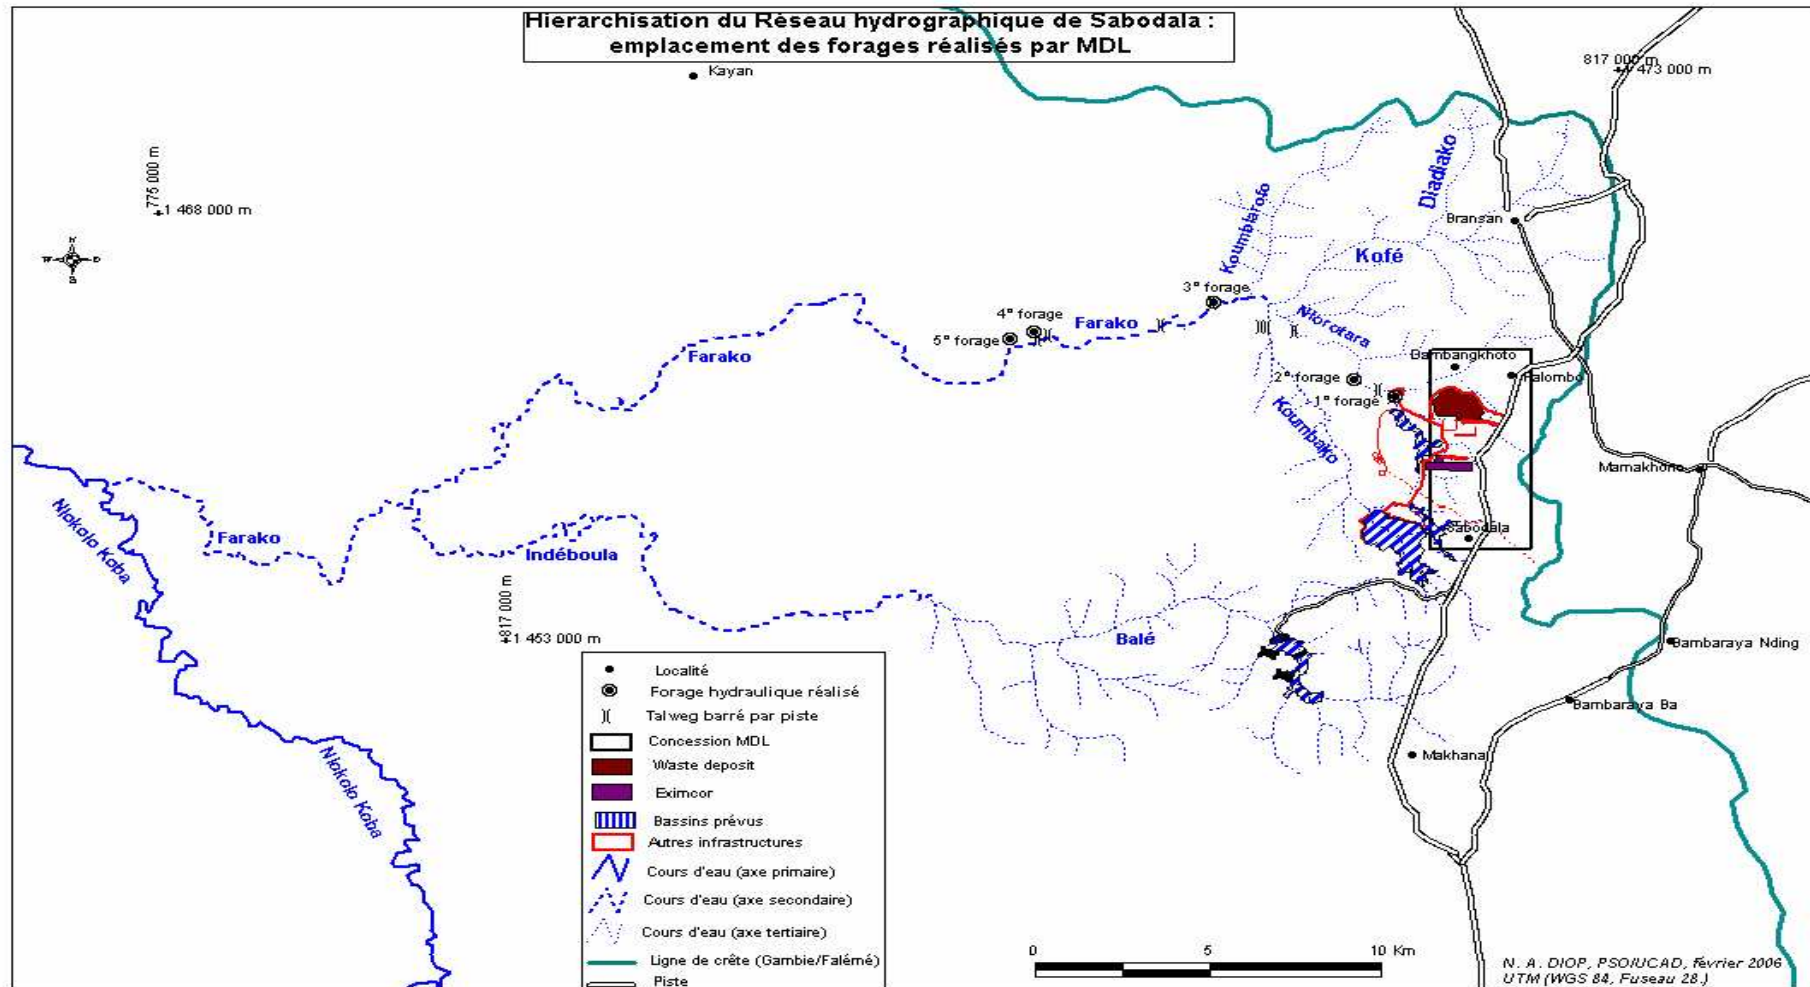 Hierarchisation du Réseau hydrographique de Sabodala :
emplacement des forages réalisés par MDL
Kayan
817 000 m
1 473 000 m
775 000 m
1 468 000 m
N
W
O
S
Koumblarofo
Diadiako
Bransan
Kofé
3° forage
4° forage
5° forage
Farako
Niorotara
Farako
Bambangkhoto
Falombo
2° forage
1° forage
Koumbako
Mamakhono
Niokolo Koba
Farako
Indéboula
Sabodala
817 000 m
1 453 000 m
Balé
Bambaraya Nding
Bambaraya Ba
Makhana
Niokolo Koba
Localité
Forage hydraulique réalisé
Talweg barré par piste
Concession MDL
Waste deposit
Eximcor
Bassins prévus
Autres infrastructures
Cours d'eau (axe primaire)
Cours d'eau (axe secondaire)
Cours d'eau (axe tertiaire)
Ligne de crête (Gambie/Falémé)
Piste
0 5 10 Km
N. A. DIOP, PSO/UCAD, février 2006
UTM (WGS 84, Fuseau 28.)